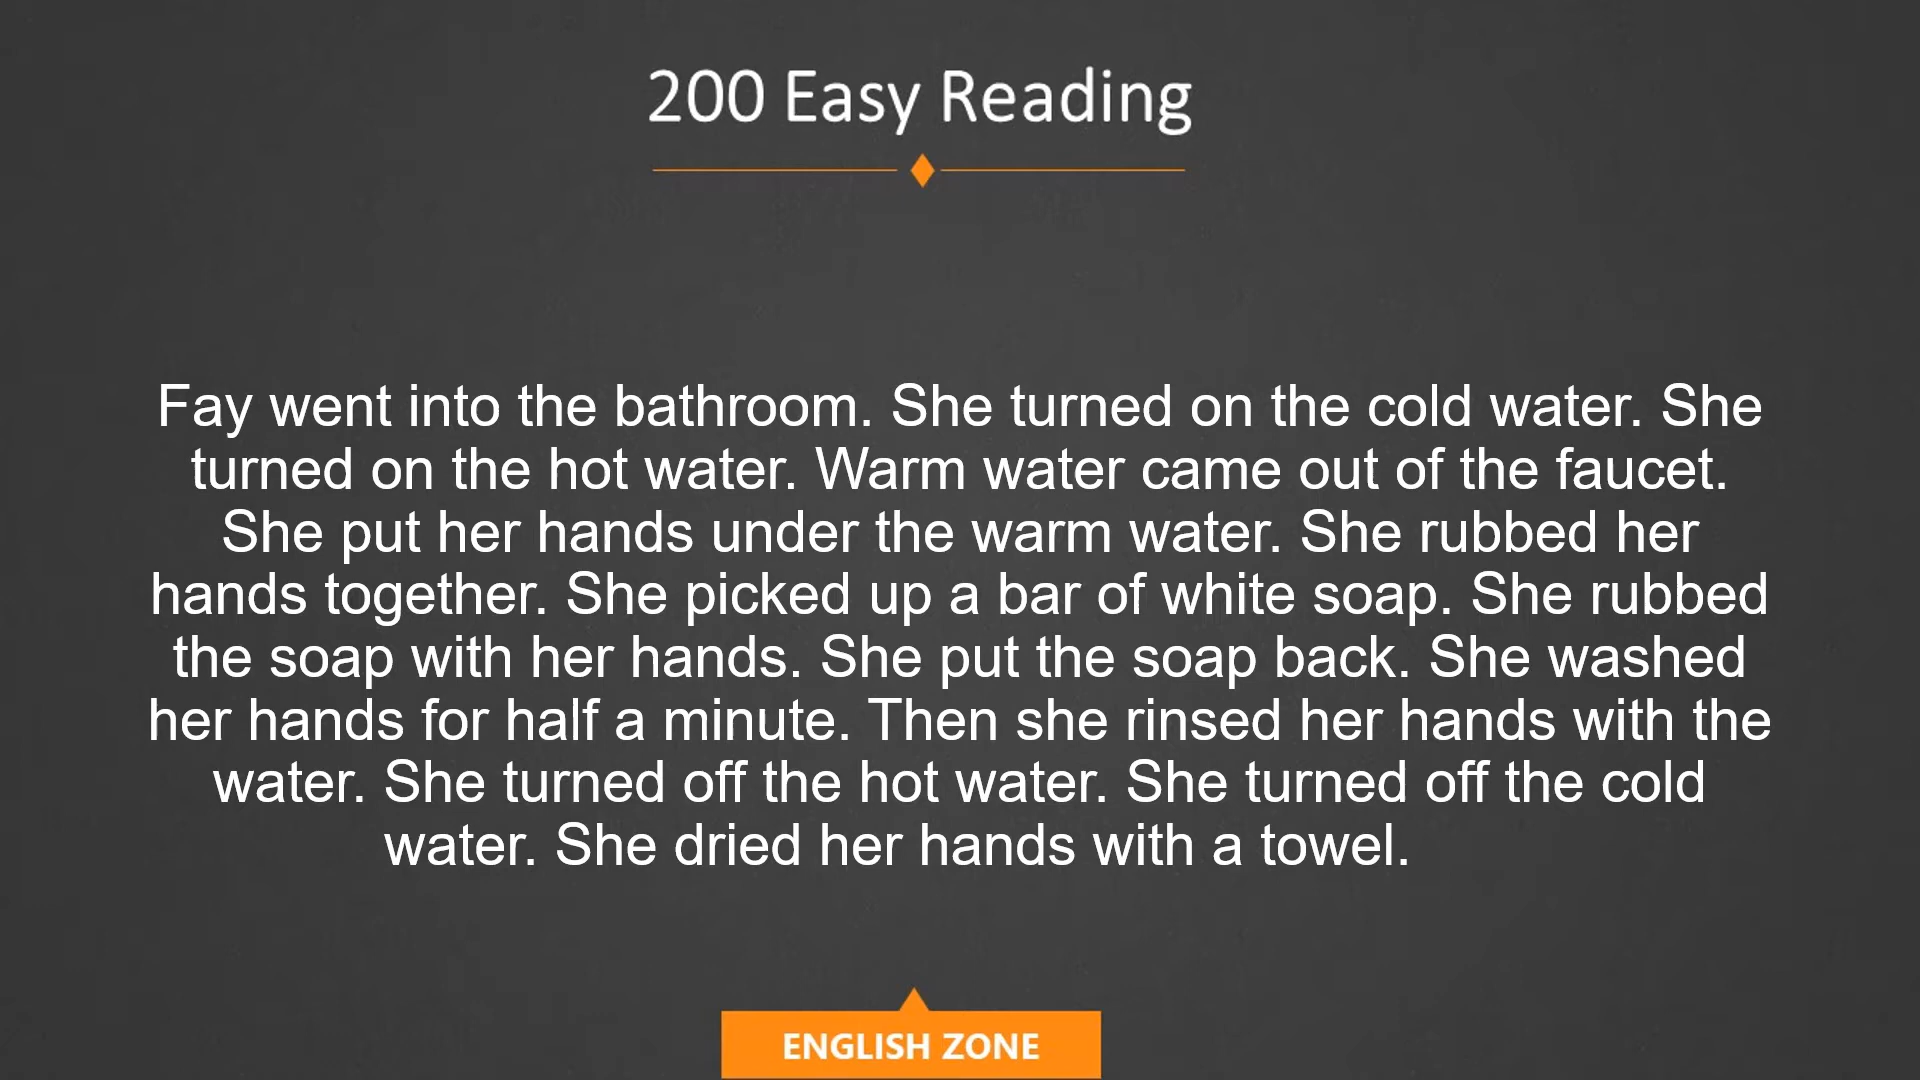 200 Easy Reading
Fay went into the bathroom. She turned on the cold water. She
turned on the hot water. Warm water came out of the faucet.
She put her hands under the warm water. She rubbed her
hands together. She picked up a bar of white soap. She rubbed
the soap with her hands. She put the soap back. She washed
her hands for half a minute. Then she rinsed her hands with the
water. She turned off the hot water. She turned off the cold
water. She dried her hands with a towel.
ENGLISH ZONE